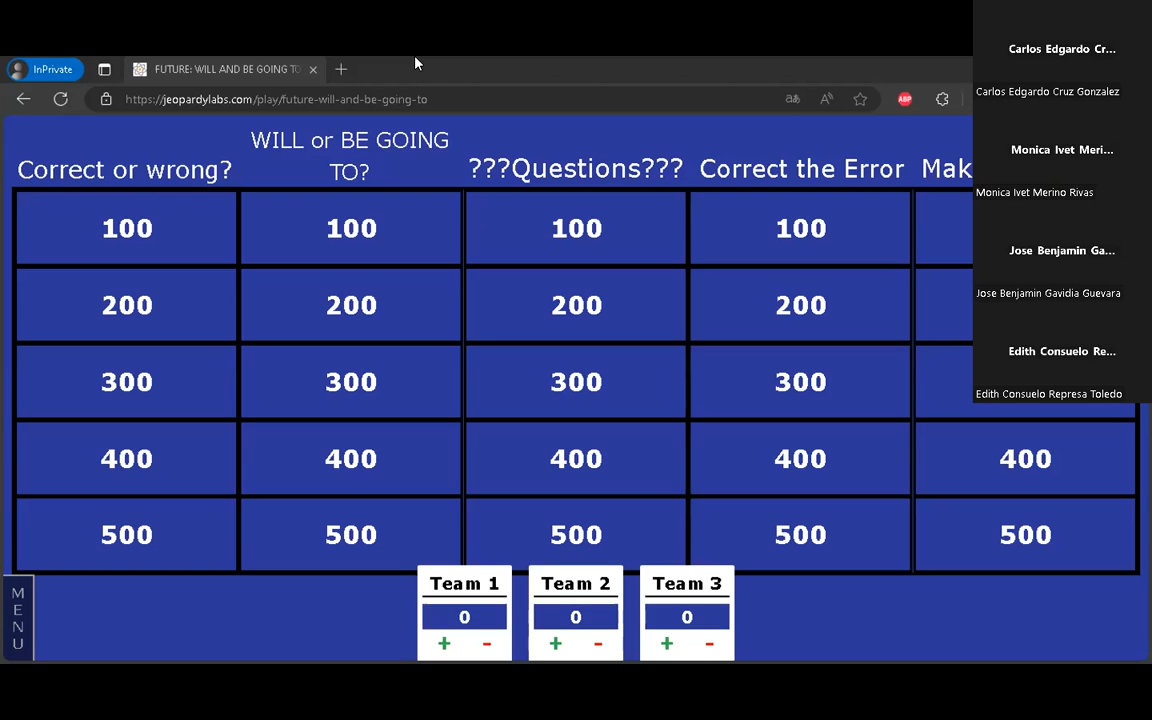 InPrivate
FUTURE: WILL AND BE GOING TO
https://jeopardylabs.com/play/future-will-and-be-going-to
ABP
Correct or wrong?
WILL or BE GOING
TO?
???Questions???
Correct the Error
Mak
100 100 100 100
200 200 200 200
300 300 300 300
400 400 400 400 400
500 500 500 500 500
MENU
Team 1 Team 2 Team 3
0 0 0
+ - + - + -
Carlos Edgardo Cr...
Carlos Edgardo Cruz Gonzalez
Monica Ivet Meri...
Monica Ivet Merino Rivas
Jose Benjamin Ga...
Jose Benjamin Gavidia Guevara
Edith Consuelo Re...
Edith Consuelo Represa Toledo